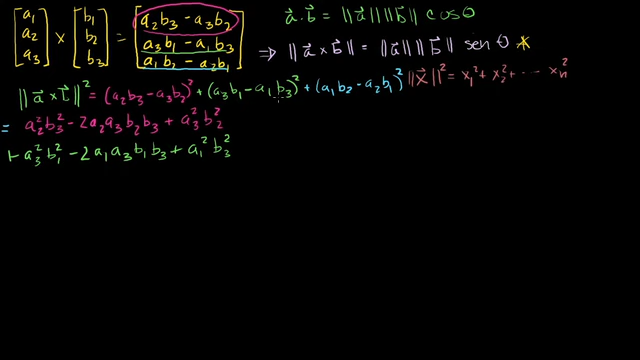 [a₁ a₂ a₃] × [b₁ b₂ b₃] = [a₂b₃ − a₃b₂
a₃b₁ − a₁b₃
a₁b₂ − a₂b₁]
a⃗ · b⃗ = ‖a⃗‖ ‖b⃗‖ cos θ
⇒ ‖a⃗ × b⃗‖ = ‖a⃗‖ ‖b⃗‖ sen θ *
‖a⃗ × b⃗‖² = (a₂b₃ − a₃b₂)² + (a₃b₁ − a₁b₃)² + (a₁b₂ − a₂b₁)²
‖x⃗‖² = x₁² + x₂² + ⋯ xₙ²
= a₂²b₃² − 2a₂a₃b₂b₃ + a₃²b₂²
+ a₃²b₁² − 2a₁a₃b₁b₃ + a₁²b₃²